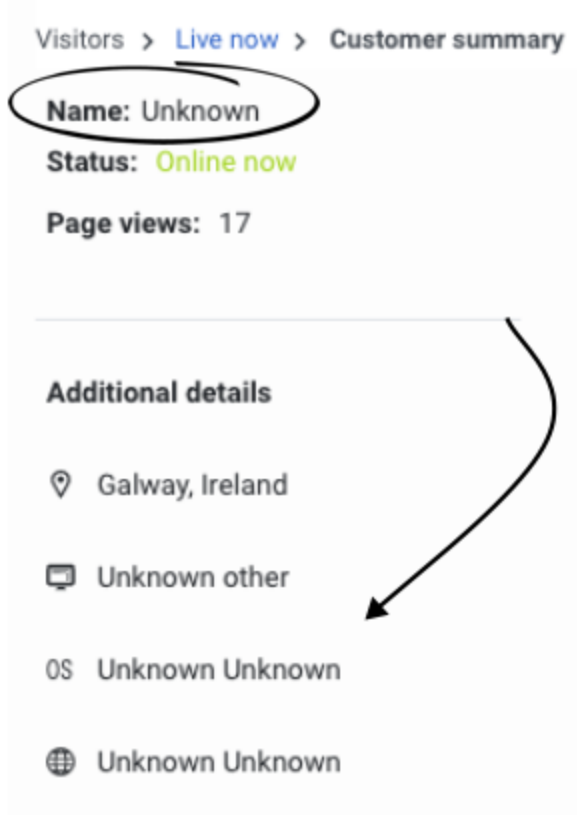 Visitors > Live now > Customer summary
Name: Unknown
Status: Online now
Page views: 17
Additional details
Galway, Ireland
Unknown other
OS Unknown Unknown
Unknown Unknown